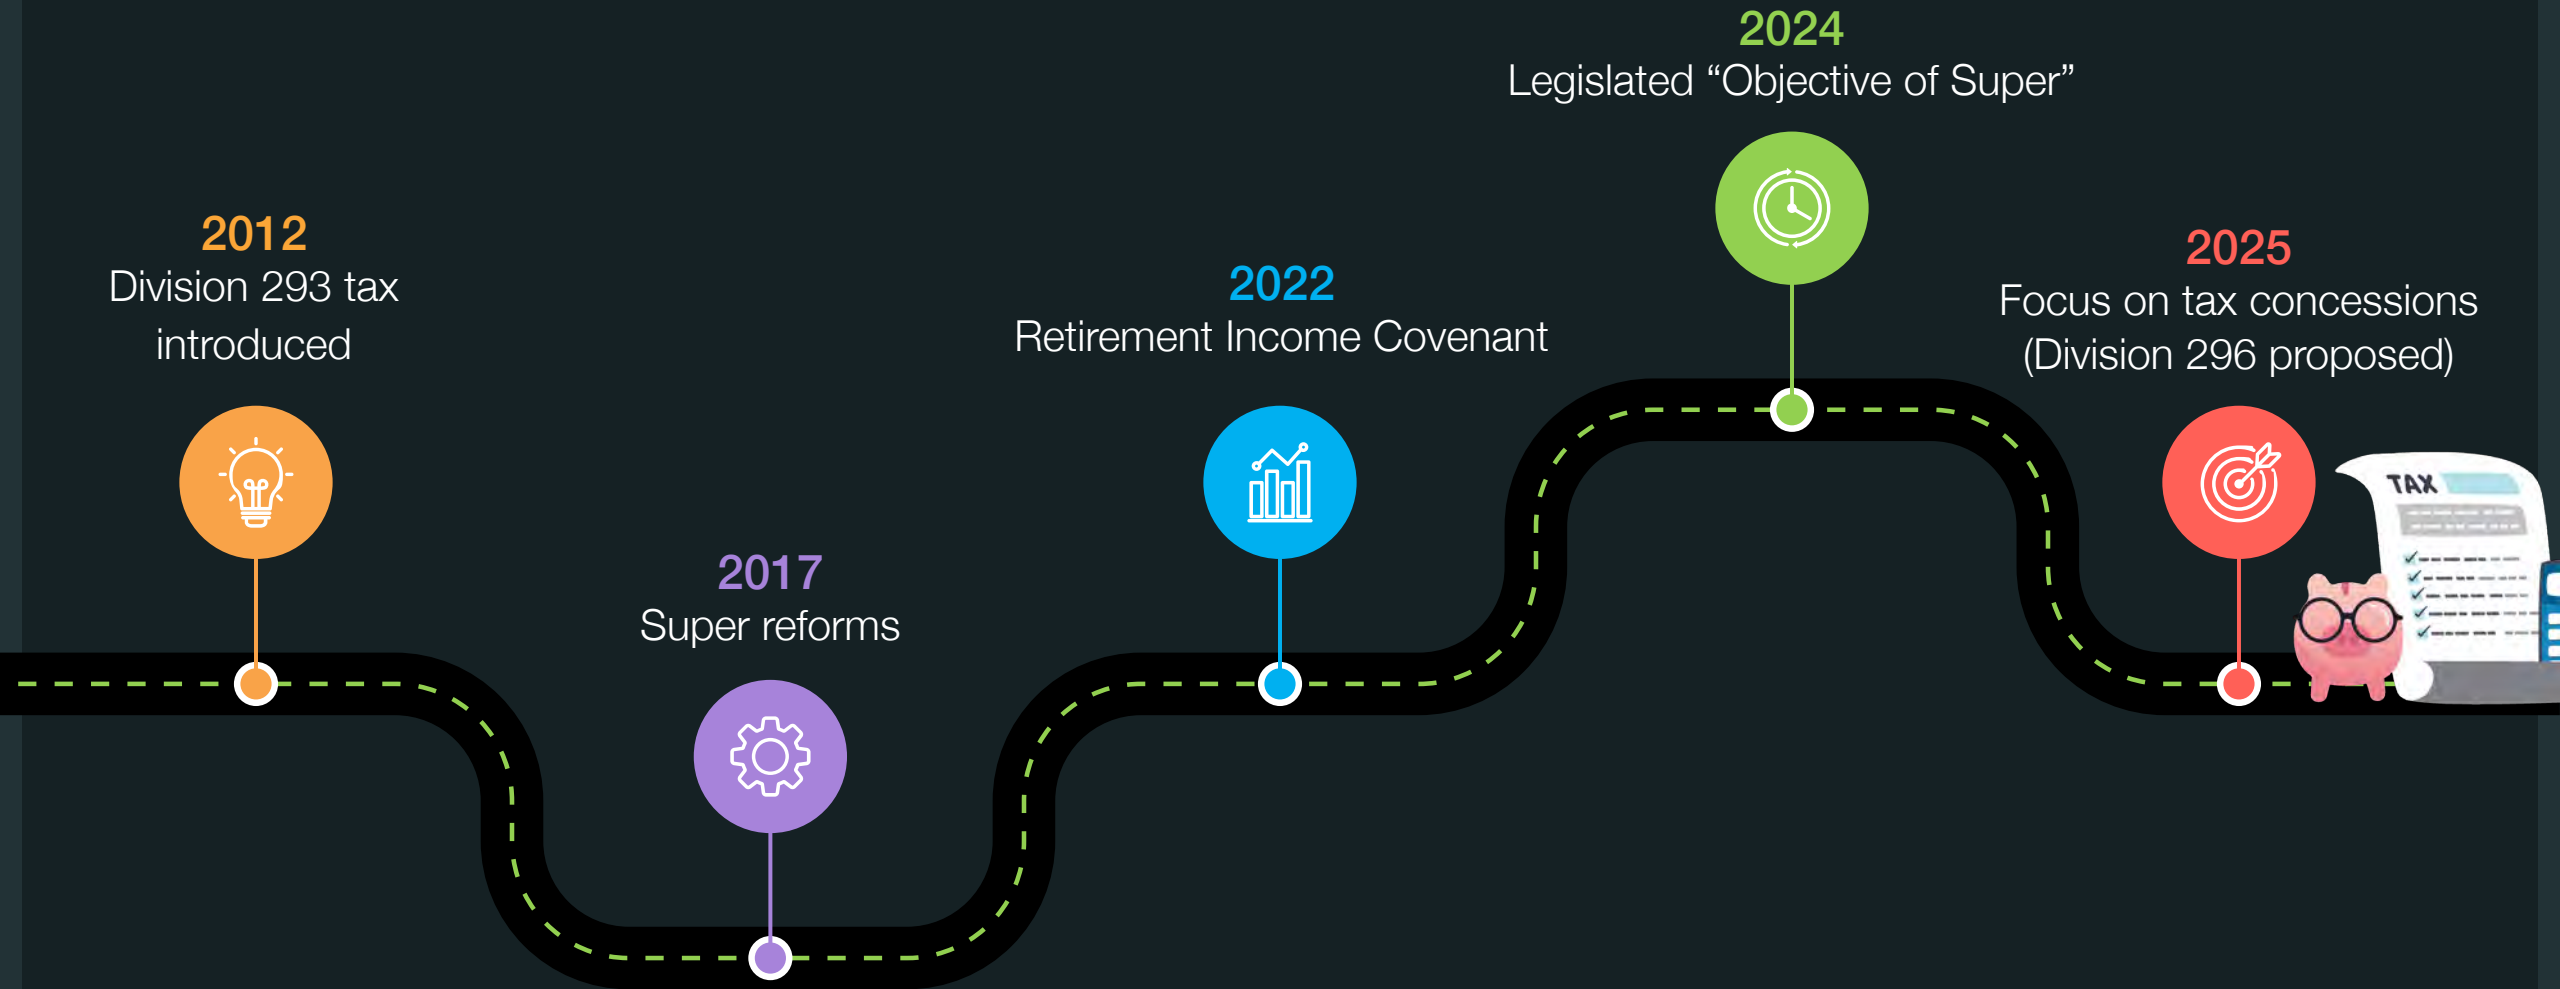 2012
Division 293 tax
introduced
2017
Super reforms
2022
Retirement Income Covenant
2024
Legislated “Objective of Super”
2025
Focus on tax concessions
(Division 296 proposed)
TAX